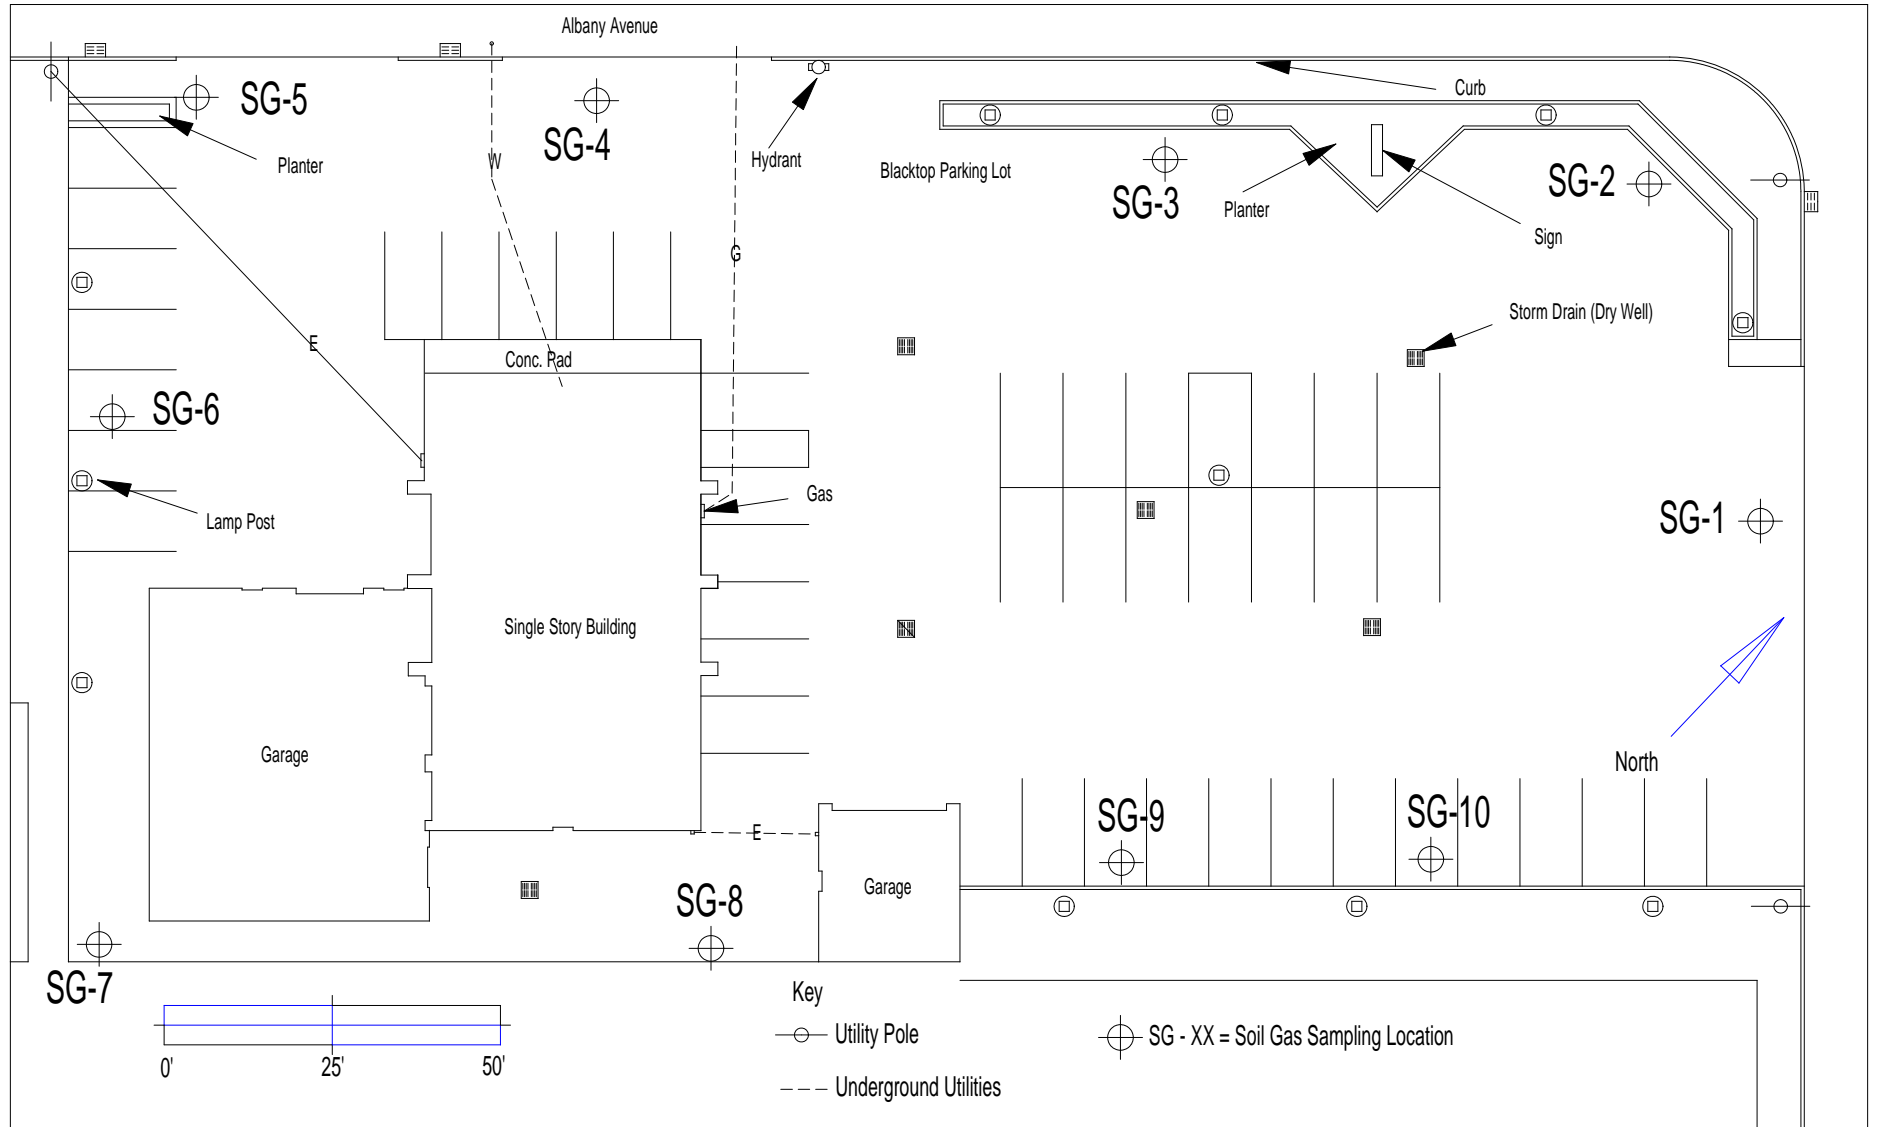 Albany Avenue
Curb
SG-5
SG-4
Planter
W
Hydrant
Blacktop Parking Lot
SG-3
Planter
SG-2
Sign
G
Storm Drain (Dry Well)
E
Conc. Pad
SG-6
Gas
Lamp Post
SG-1
Single Story Building
Garage
North
SG-9
SG-10
E
Garage
SG-8
SG-7
0'
25'
50'
Key
Utility Pole
SG - XX = Soil Gas Sampling Location
Underground Utilities